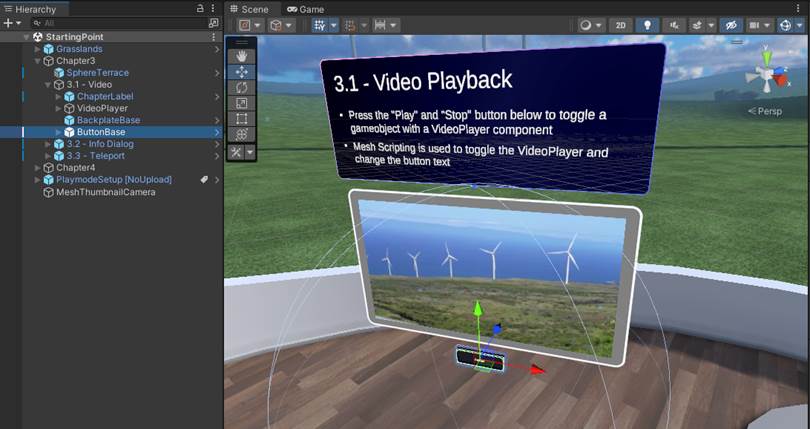 Hierarchy
All
StartingPoint
Grasslands
Chapter3
SphereTerrace
3.1 - Video
ChapterLabel
VideoPlayer
BackplateBase
ButtonBase
3.2 - Info Dialog
3.3 - Teleport
Chapter4
PlaymodeSetup [NoUpload]
MeshThumbnailCamera
Scene
Game
2D
y
x
Persp
3.1 - Video Playback
• Press the "Play" and “Stop” button below to toggle a
gameobject with a VideoPlayer component
• Mesh Scripting is used to toggle the VideoPlayer and
change the button text